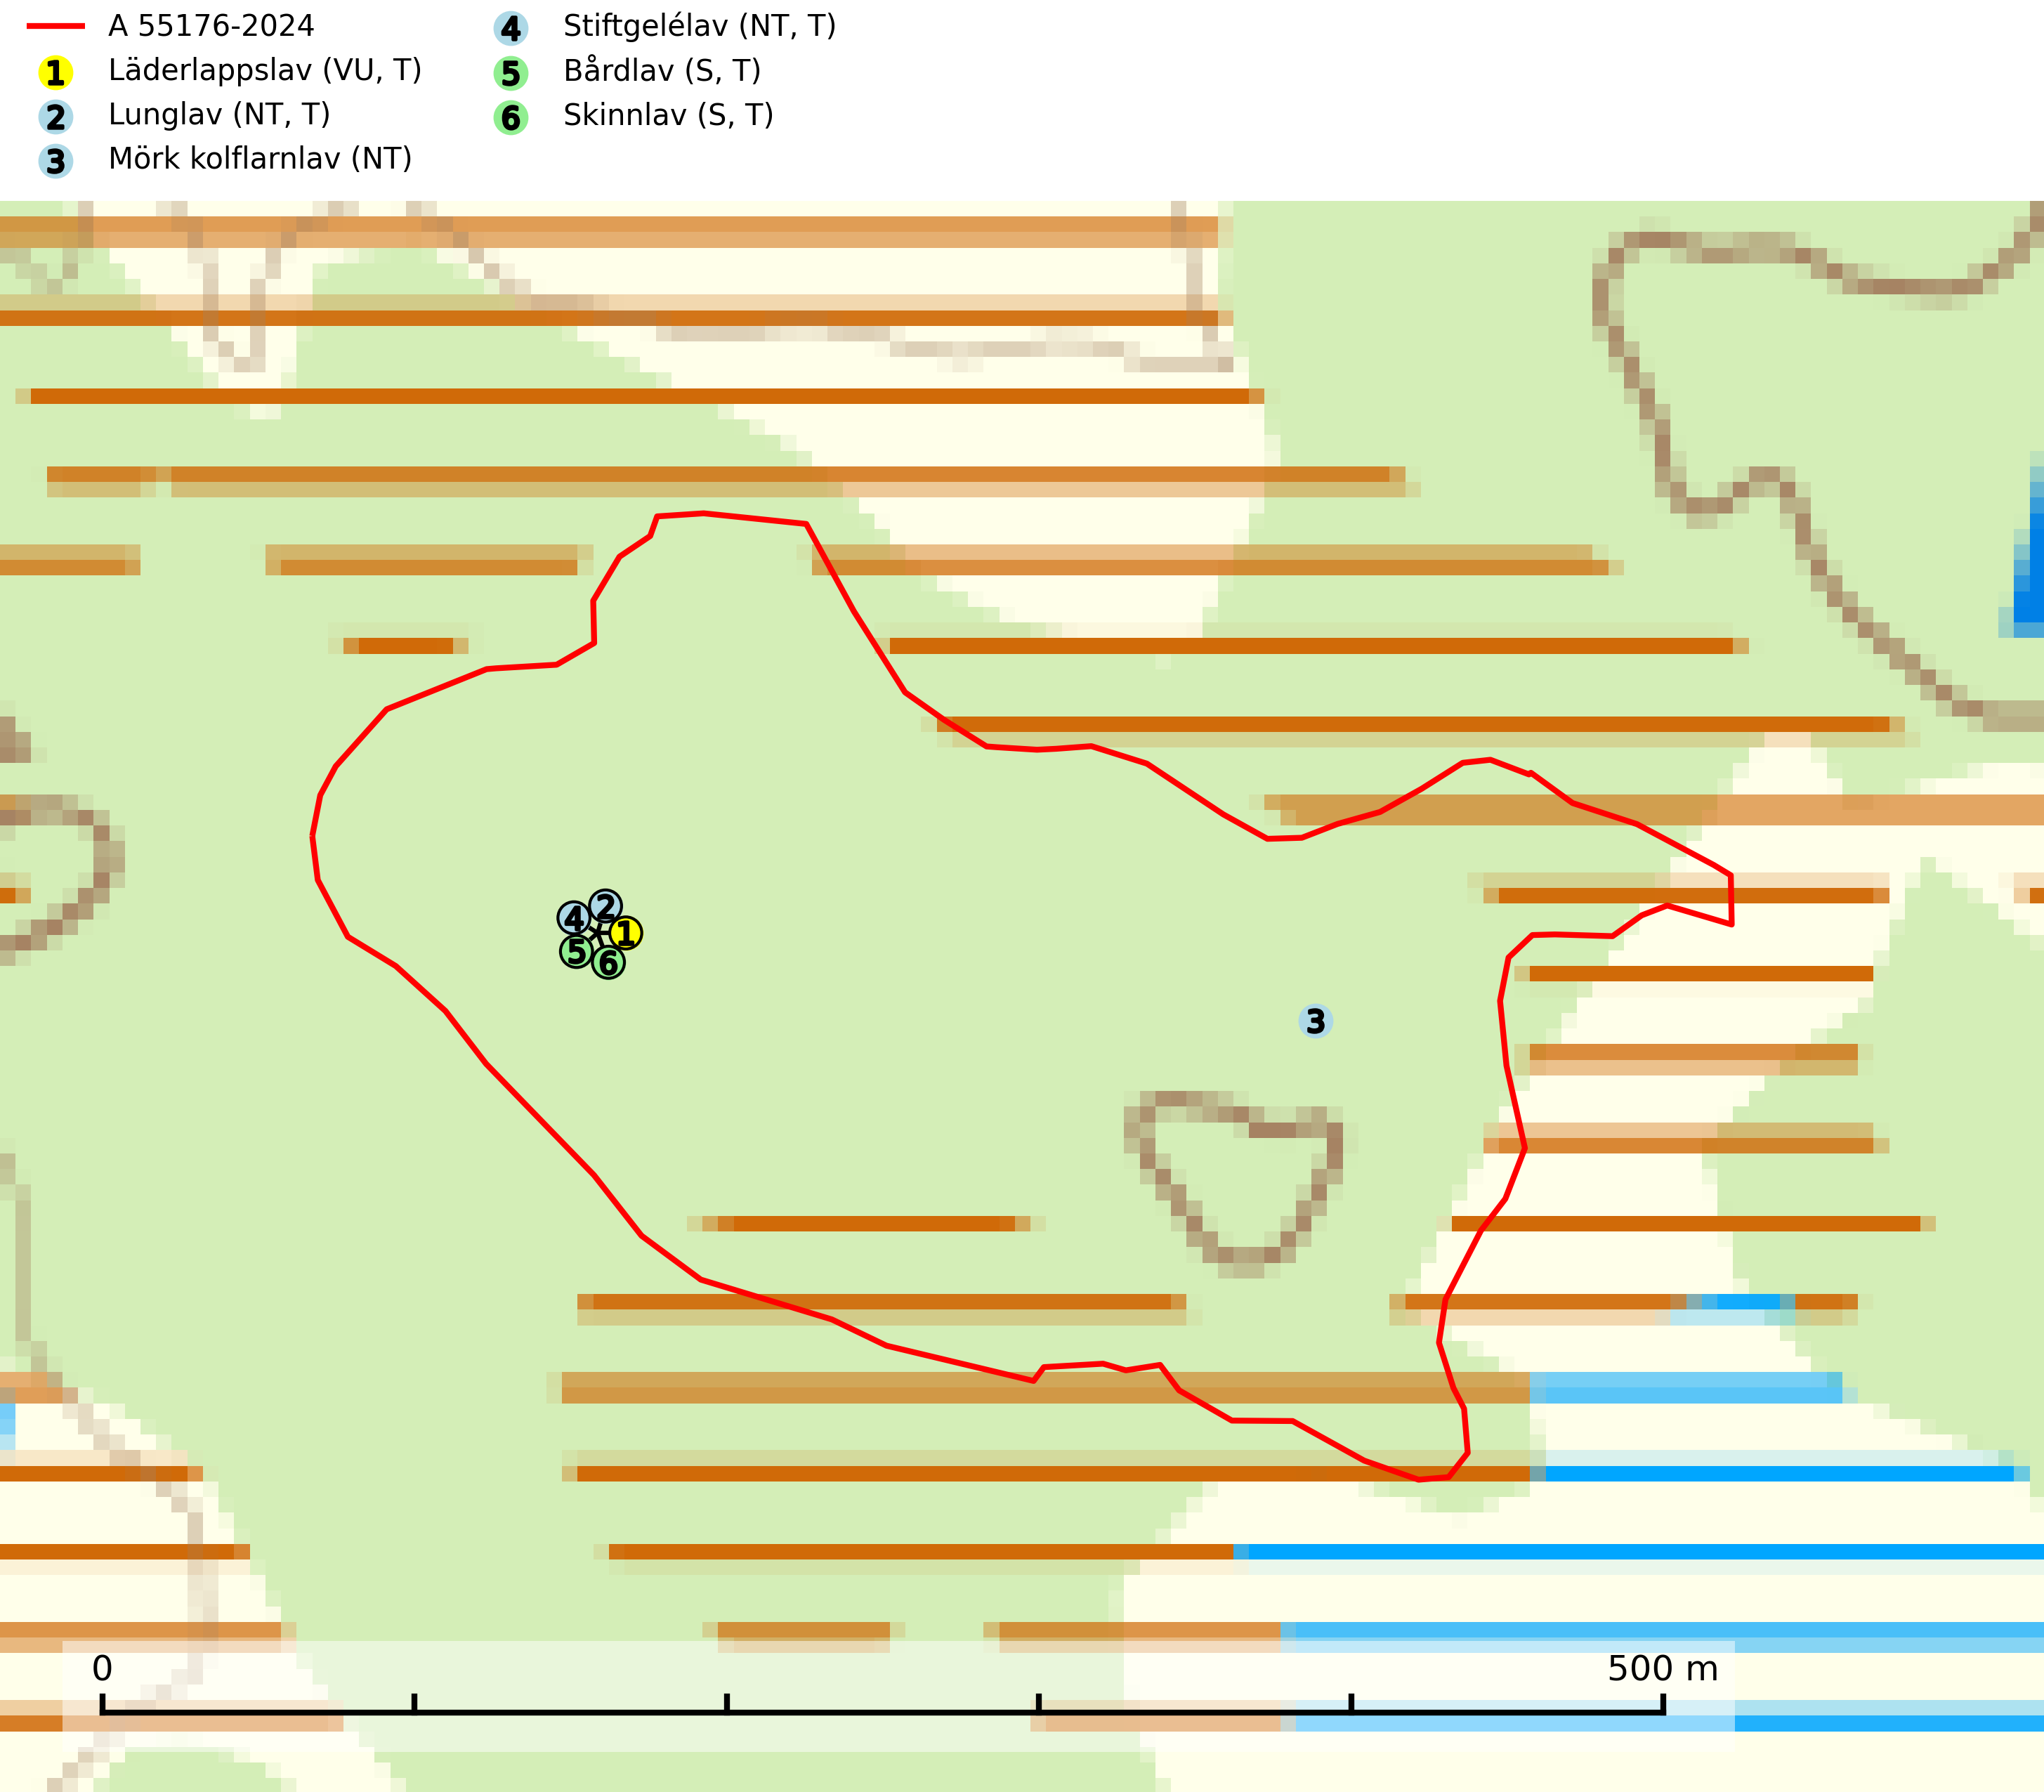 A 55176-2024
1 Läderlappslav (VU, T)
2 Lunglav (NT, T)
3 Mörk kolflarnlav (NT)
4 Stiftgelélav (NT, T)
5 Bårdlav (S, T)
6 Skinnlav (S, T)
2
4
1
5
6
3
0 500 m